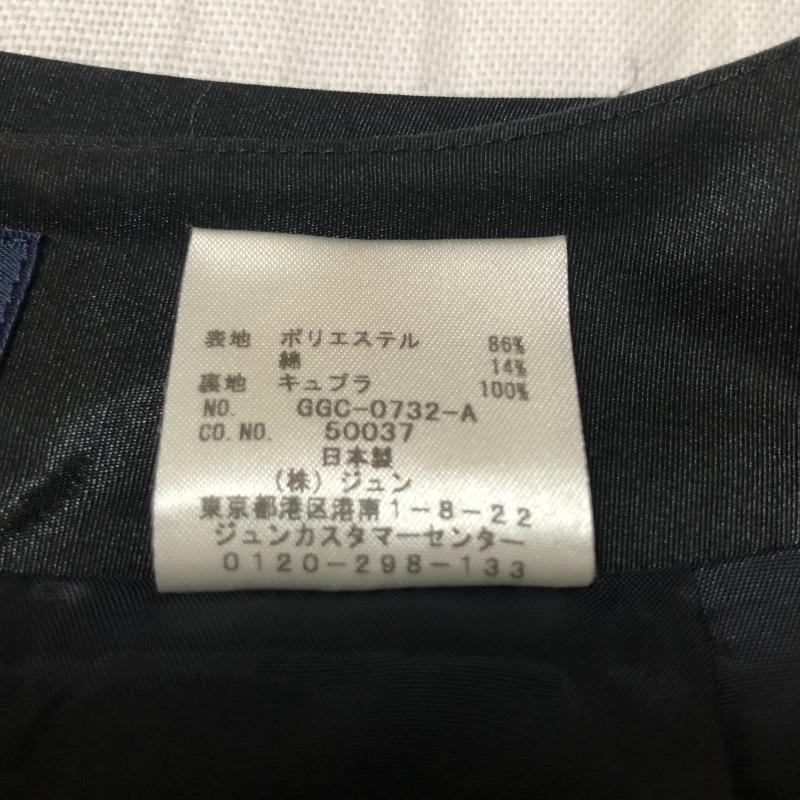 表地 ポリエステル 86%
綿 14%
裏地 キュプラ 100%
NO. GGC-0732-A
CO.NO. 50037
日本製
(株)ジュン
東京都港区港南1-8-22
ジュンカスタマーセンター
0120-298-133